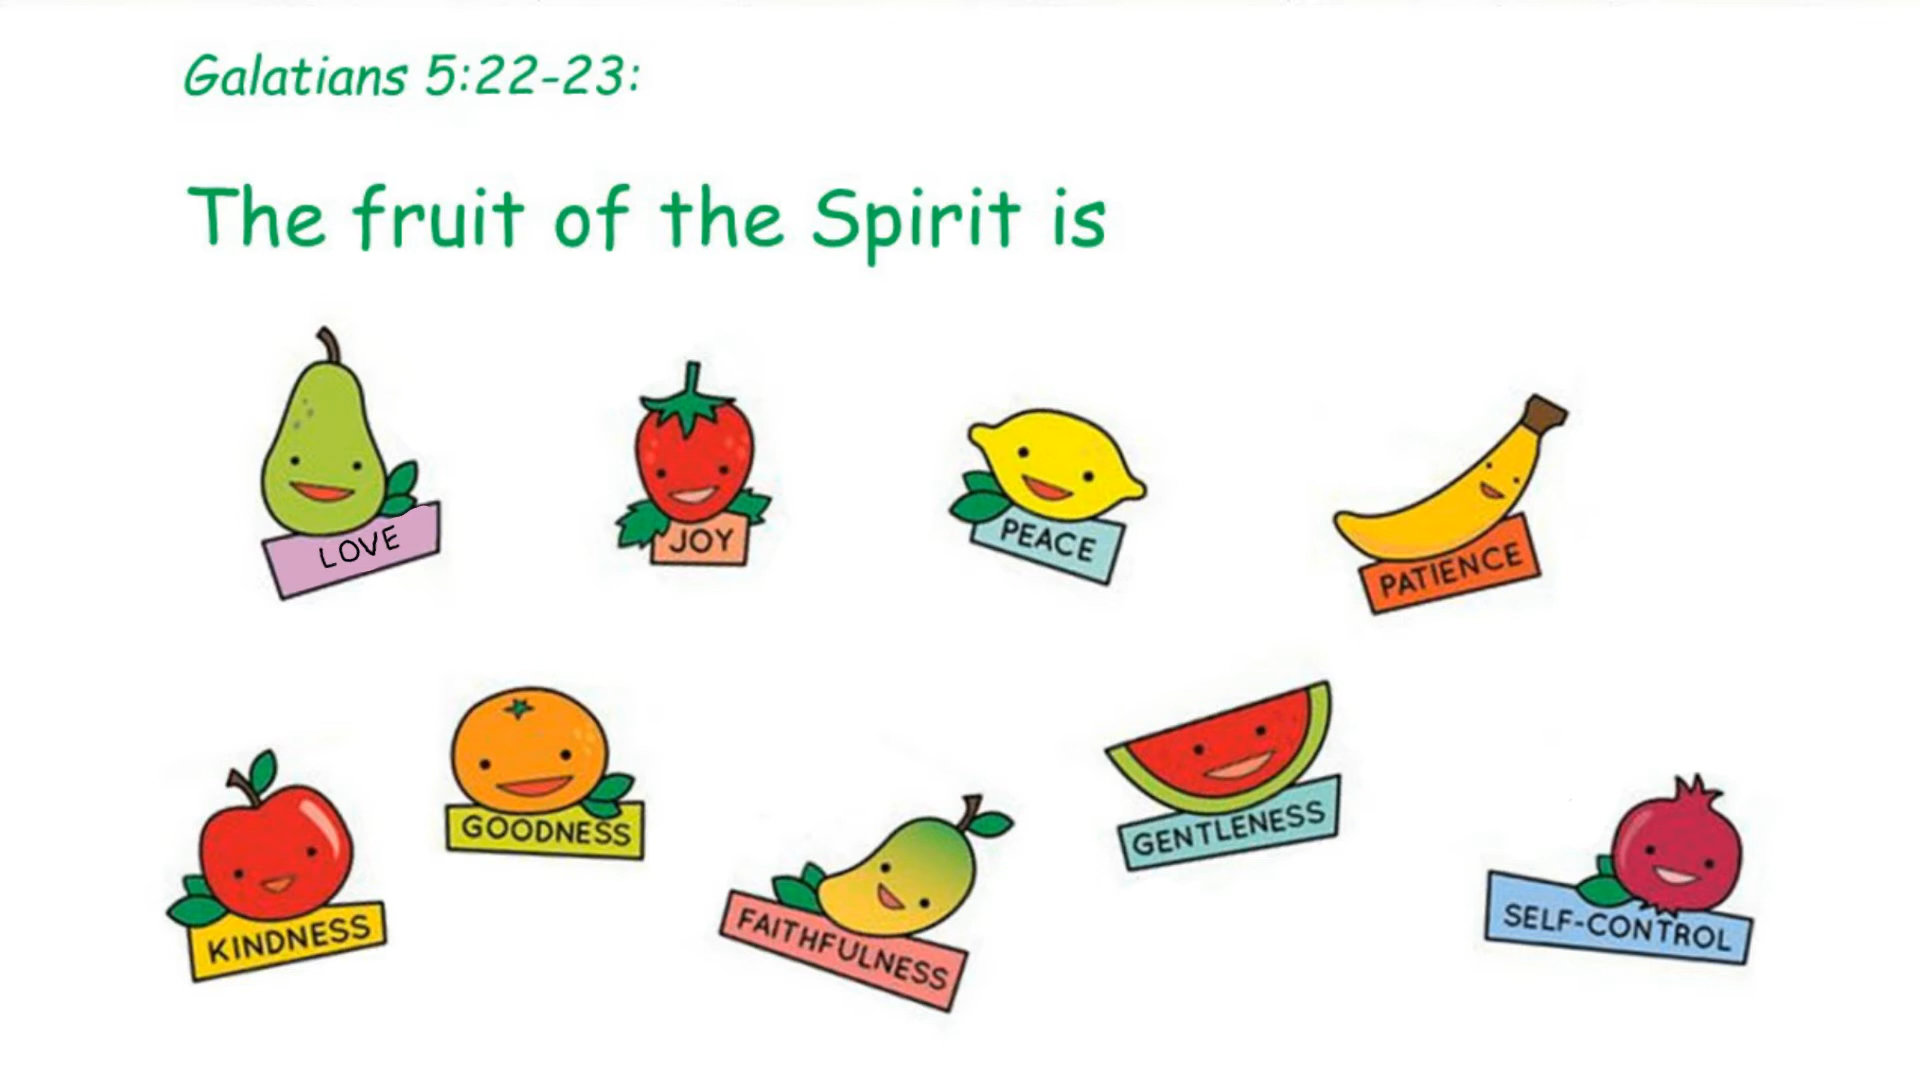 Galatians 5:22-23:
The fruit of the Spirit is
LOVE
JOY
PEACE
PATIENCE
KINDNESS
GOODNESS
FAITHFULNESS
GENTLENESS
SELF-CONTROL